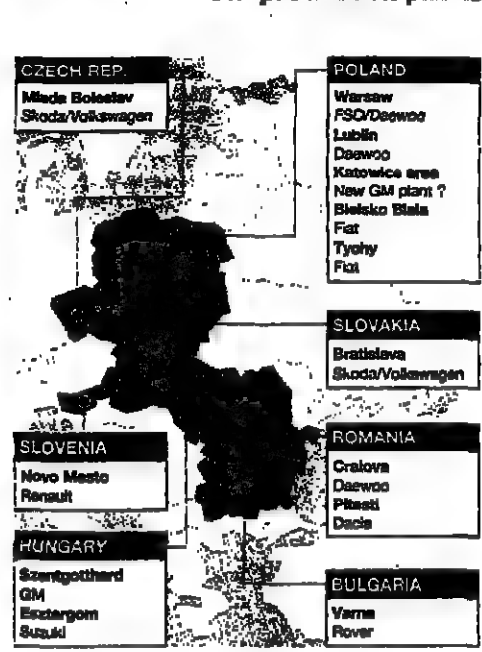 CZECH REP.
Mlada Boleslav
Skoda/Volkswagen
POLAND
Warsaw
FSO/Daewoo
Lublin
Daewoo
Katowice area
New GM plant ?
Bielsko Biala
Fiat
Tychy
Fiat
SLOVAKIA
Bratislava
Skoda/Volkswagen
SLOVENIA
Novo Mesto
Renault
ROMANIA
Craiova
Daewoo
Pitesti
Dacia
HUNGARY
Szentgotthard
GM
Esztergom
Suzuki
BULGARIA
Varna
Rover